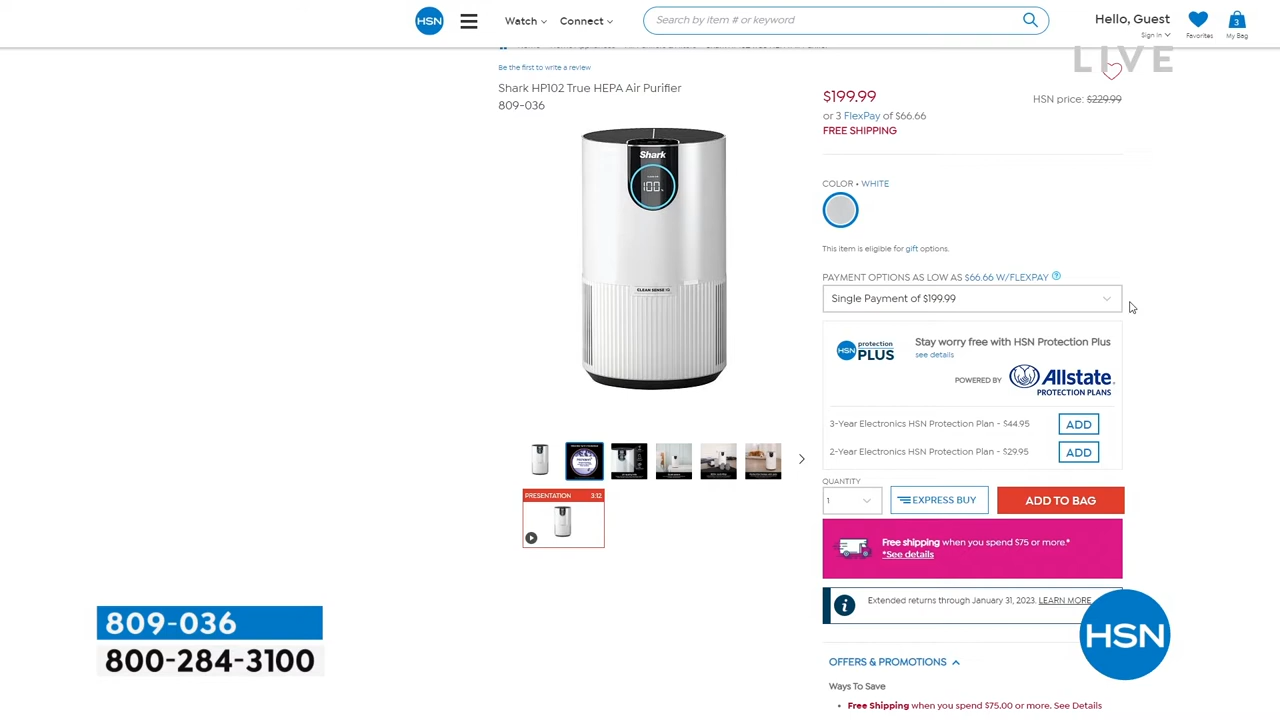 HSN
Watch
Connect
Search by item # or keyword
Hello, Guest
Sign In
Favorites
3
My Bag
LIVE
Be the first to write a review
Shark HP102 True HEPA Air Purifier
809-036
$199.99
HSN price: $229.99
or 3 FlexPay of $66.66
FREE SHIPPING
Shark
100%
CLEAN SENSE IQ
COLOR • WHITE
This item is eligible for gift options.
PAYMENT OPTIONS AS LOW AS $66.66 W/FLEXPAY ?
Single Payment of $199.99
HSN protection PLUS
Stay worry free with HSN Protection Plus
see details
POWERED BY Allstate.
PROTECTION PLANS
3-Year Electronics HSN Protection Plan - $44.95 ADD
2-Year Electronics HSN Protection Plan - $29.95 ADD
QUANTITY
1
EXPRESS BUY
ADD TO BAG
PRESENTATION 3:12
Free shipping when you spend $75 or more.*
*See details
Extended returns through January 31, 2023. LEARN MORE
OFFERS & PROMOTIONS
Ways To Save
• Free Shipping when you spend $75.00 or more. See Details
809-036
800-284-3100
HSN